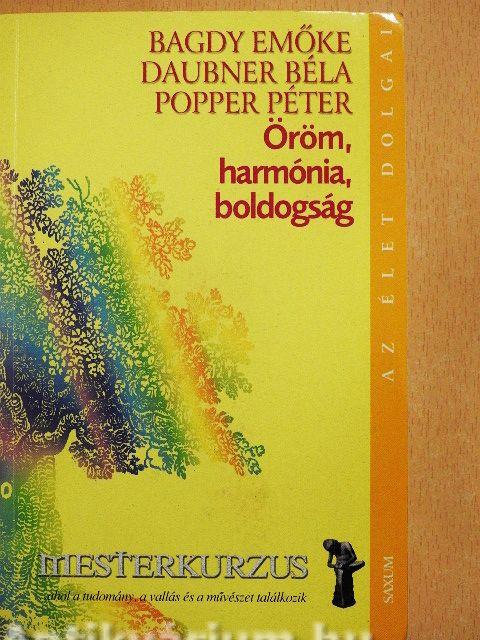 BAGDY EMŐKE
DAUBNER BÉLA
POPPER PÉTER
Öröm,
harmónia,
boldogság
AZ ÉLET DOLGAI
MESTERKURZUS
ahol a tudomány, a vallás és a művészet találkozik
SAXUM